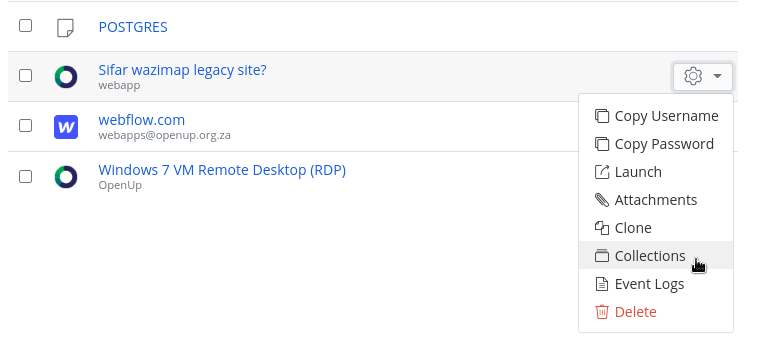 POSTGRES
Sifar wazimap legacy site?
webapp
webflow.com
webapps@openup.org.za
Windows 7 VM Remote Desktop (RDP)
OpenUp
Copy Username
Copy Password
Launch
Attachments
Clone
Collections
Event Logs
Delete